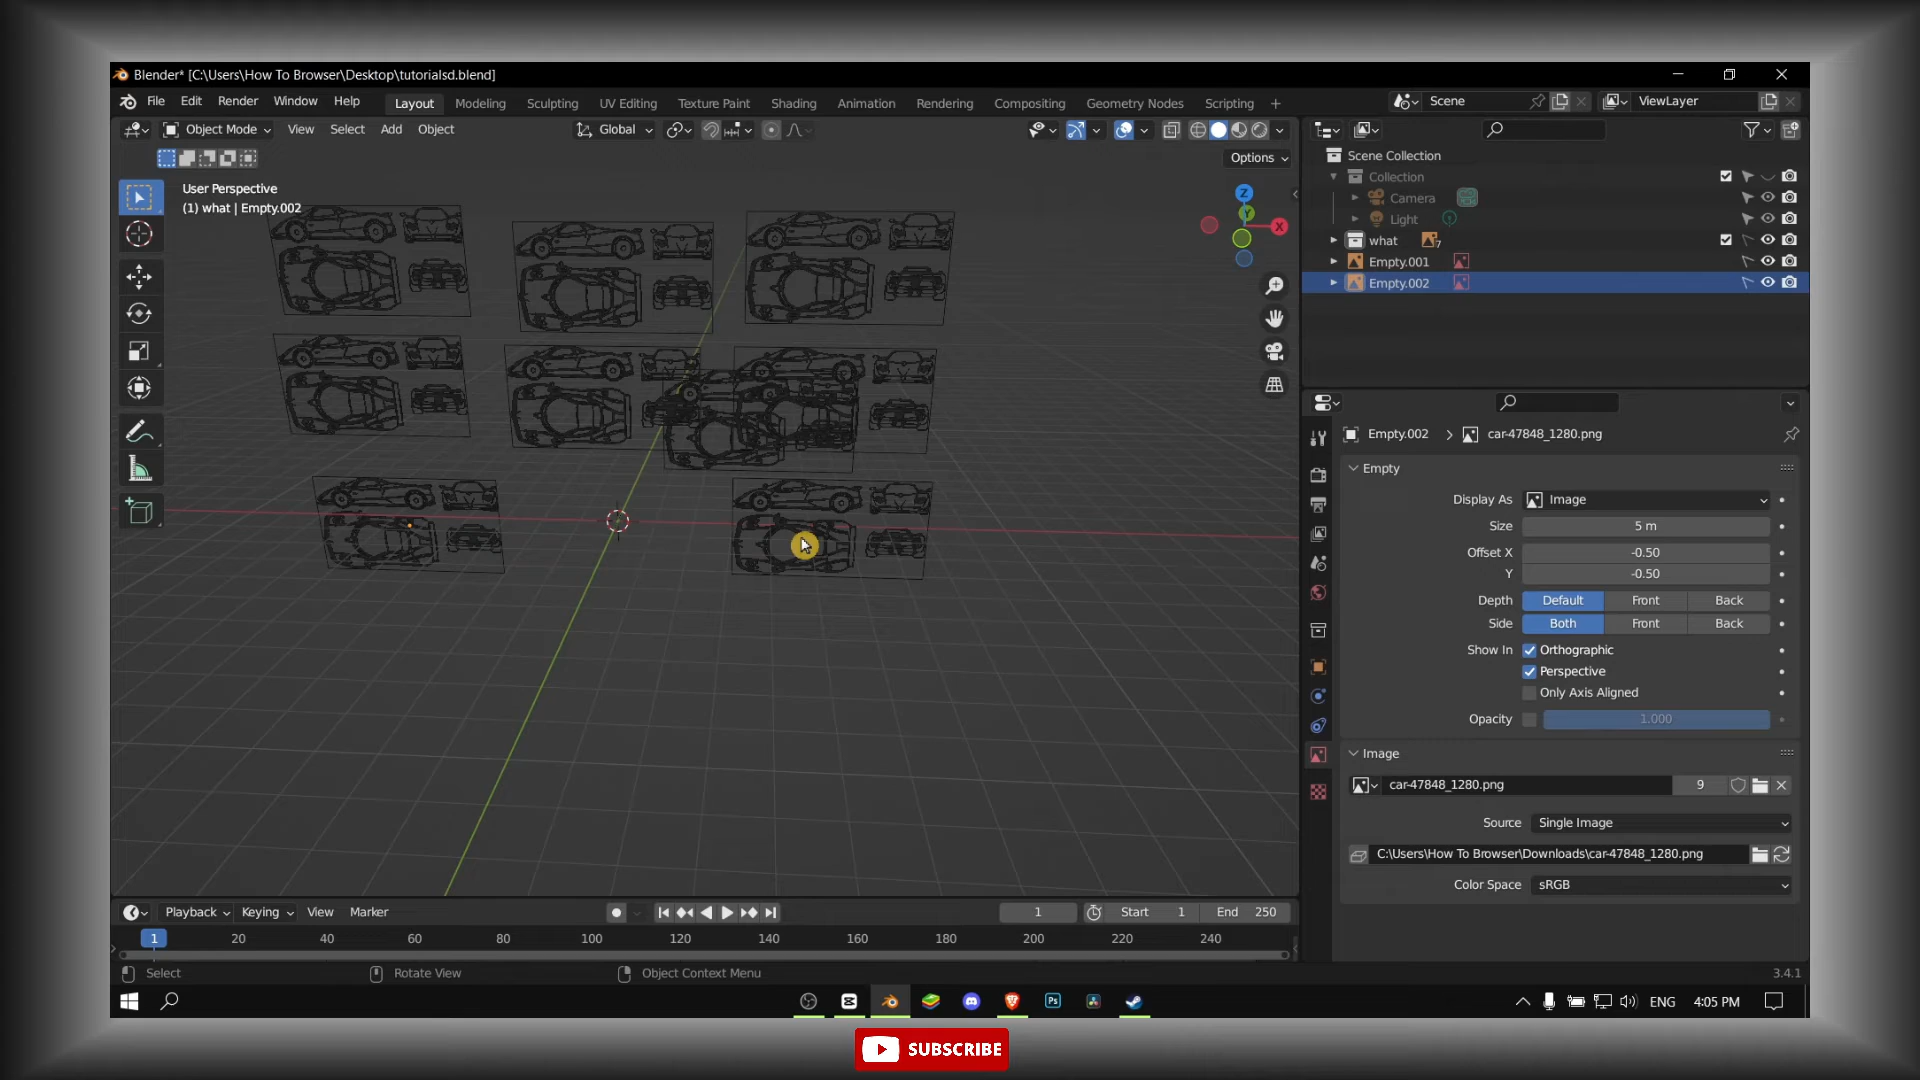 Blender* [C:\Users\How To Browser\Desktop\tutorialsd.blend]
File Edit Render Window Help Layout Modeling Sculpting UV Editing Texture Paint Shading Animation Rendering Compositing Geometry Nodes Scripting + Scene ViewLayer
Object Mode View Select Add Object Global
Options
User Perspective
(1) what | Empty.002
Z
Y
X
Scene Collection
Collection
Camera
Light
what 7
Empty.001
Empty.002
Empty.002 > car-47848_1280.png
Empty
Display As Image
Size 5 m
Offset X -0.50
Y -0.50
Depth Default Front Back
Side Both Front Back
Show In Orthographic
Perspective
Only Axis Aligned
Opacity 1.000
Image
car-47848_1280.png 9
Source Single Image
C:\Users\How To Browser\Downloads\car-47848_1280.png
Color Space sRGB
Playback Keying View Marker 1 Start 1 End 250
1 20 40 60 80 100 120 140 160 180 200 220 240
Select Rotate View Object Context Menu 3.4.1
Ps ENG 4:05 PM
SUBSCRIBE